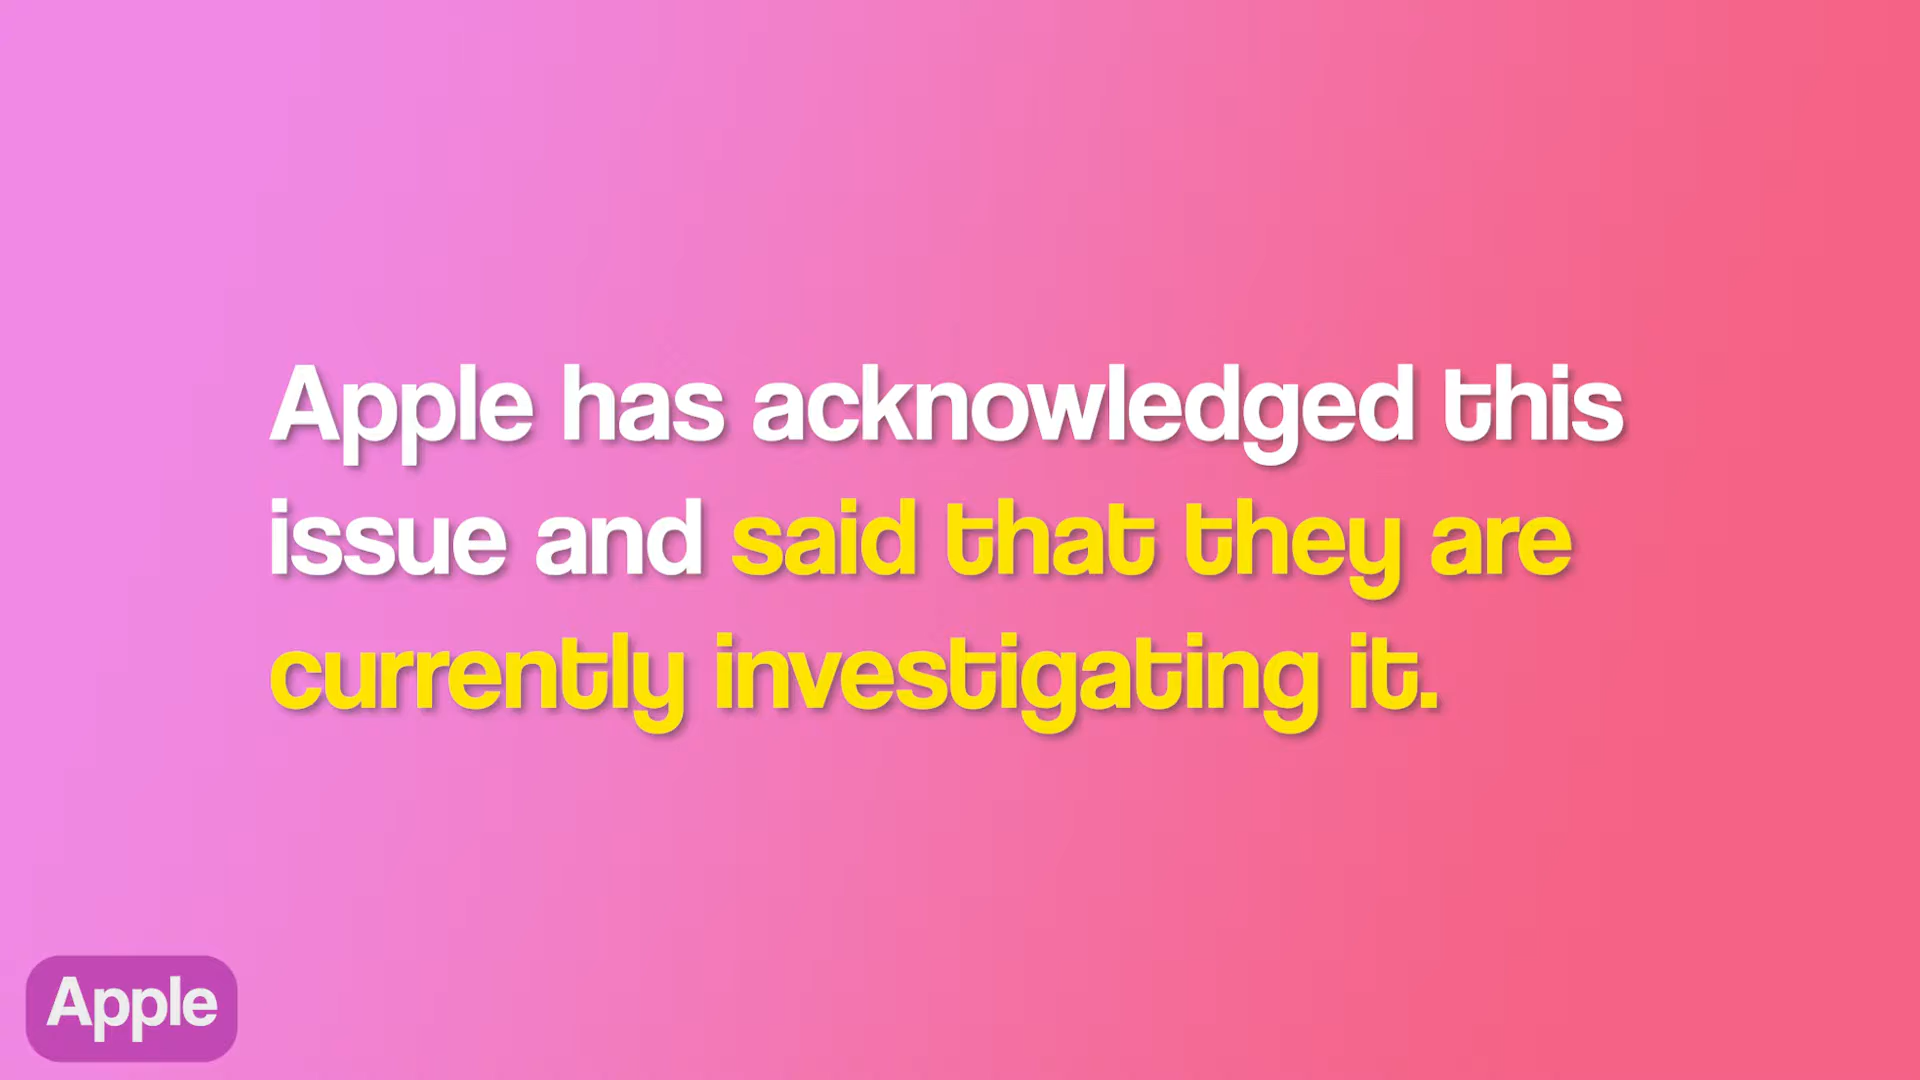 Apple has acknowledged this
issue and said that they are
currently investigating it.
Apple